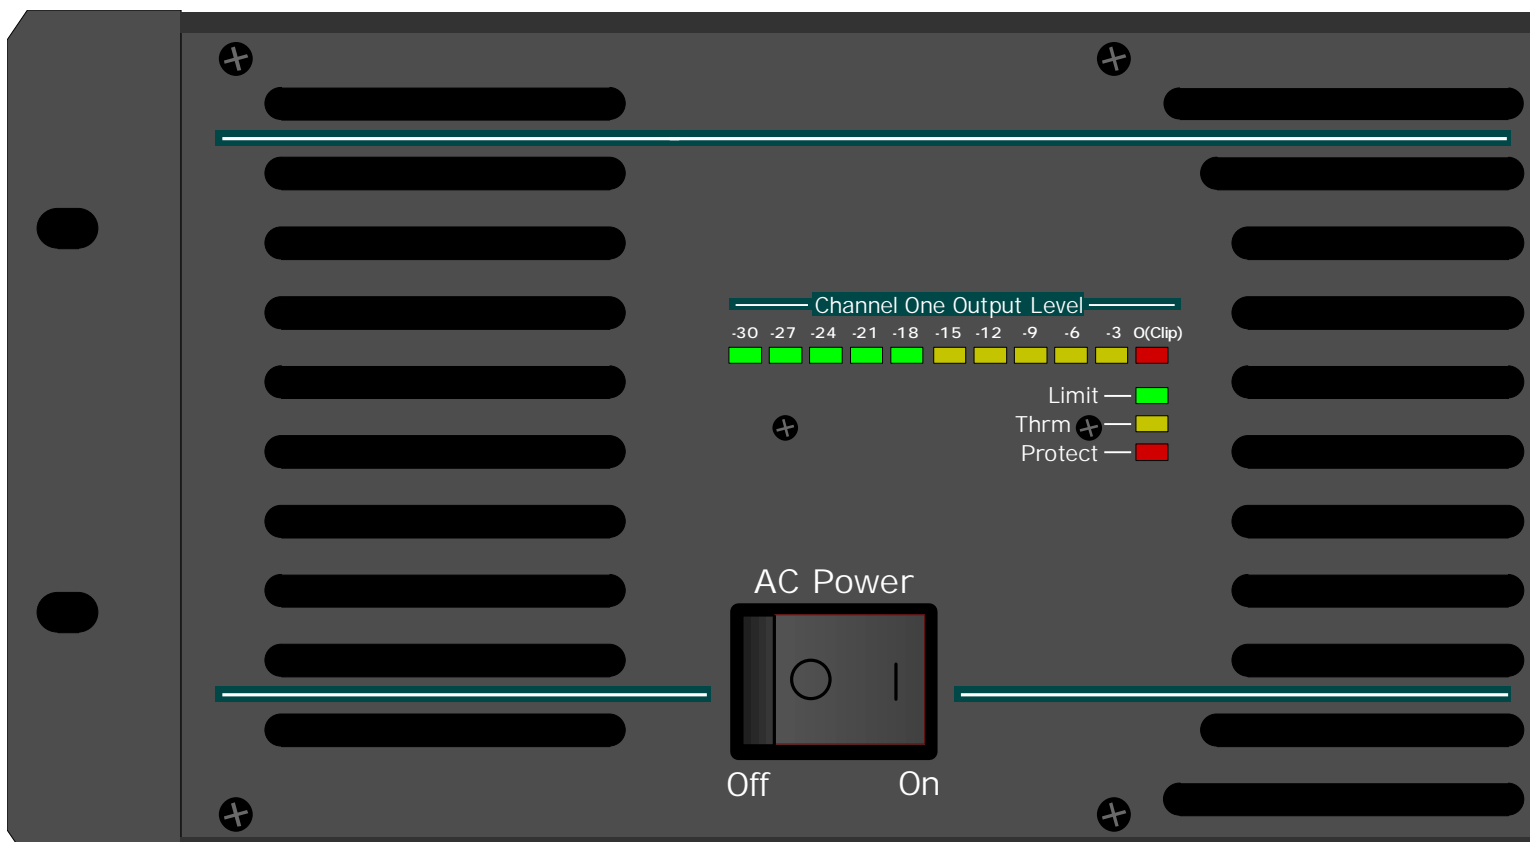 Channel One Output Level
-30 -27 -24 -21 -18 -15 -12 -9 -6 -3 0(Clip)
Limit
Thrm
Protect
AC Power
Off On